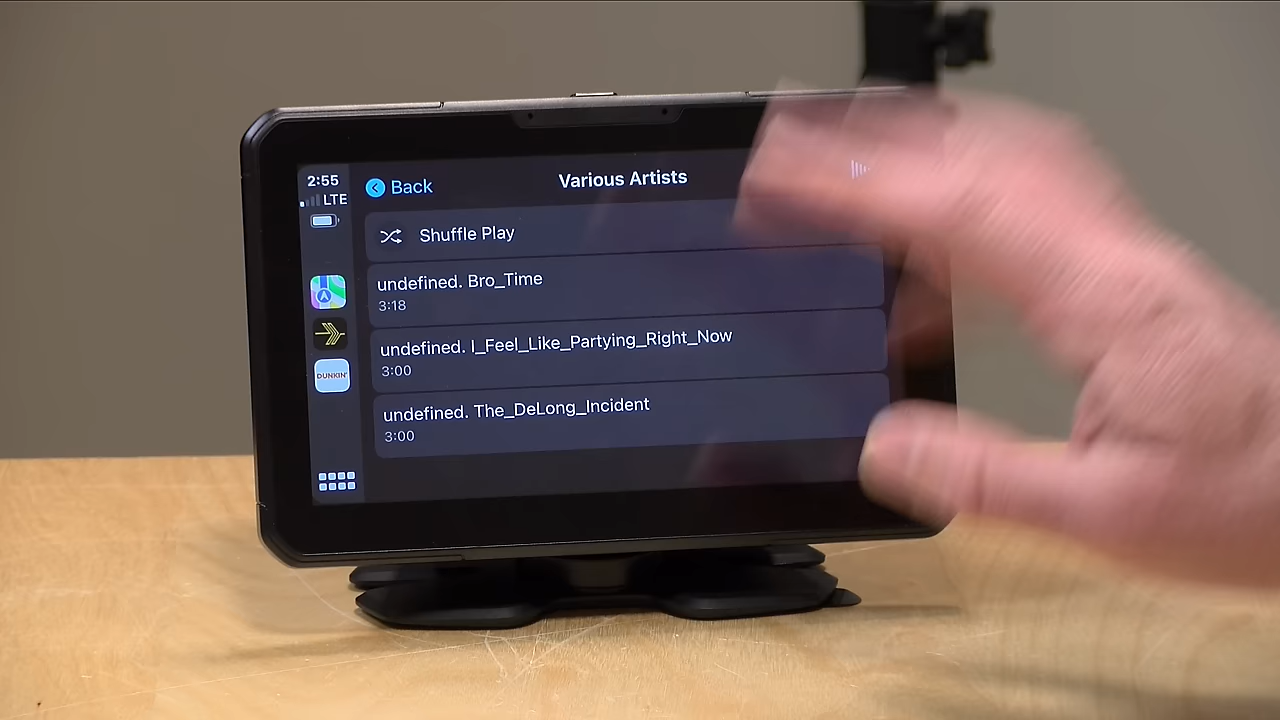 2:55
LTE
Back
Various Artists
Shuffle Play
undefined. Bro_Time
3:18
undefined. I_Feel_Like_Partying_Right_Now
3:00
DUNKIN'
undefined. The_DeLong_Incident
3:00